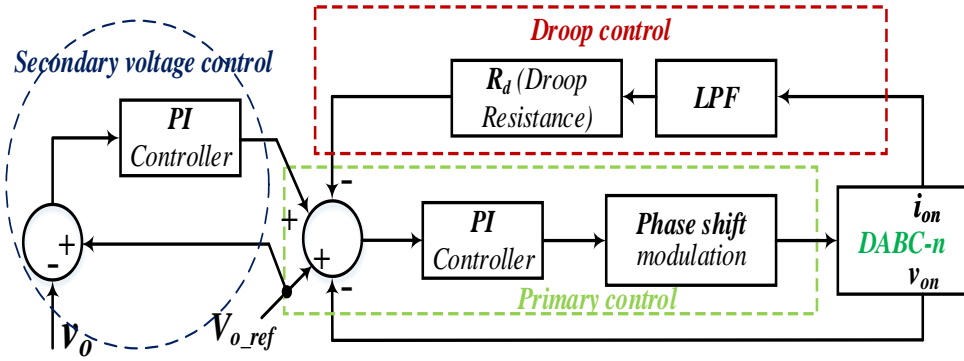 Droop control
Secondary voltage control
R_d (Droop
Resistance)
LPF
PI
Controller
-
+
+
-
+
-
PI
Controller
Phase shift
modulation
i_on
DABC-n
v_on
Primary control
V_o_ref
v_o